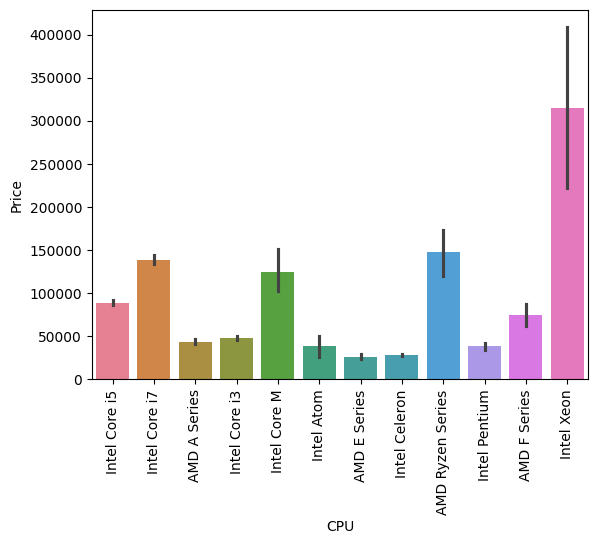 400000
350000
300000
250000
200000
150000
100000
50000
0
Price
Intel Core i5
Intel Core i7
AMD A Series
Intel Core i3
Intel Core M
Intel Atom
AMD E Series
Intel Celeron
AMD Ryzen Series
Intel Pentium
AMD F Series
Intel Xeon
CPU